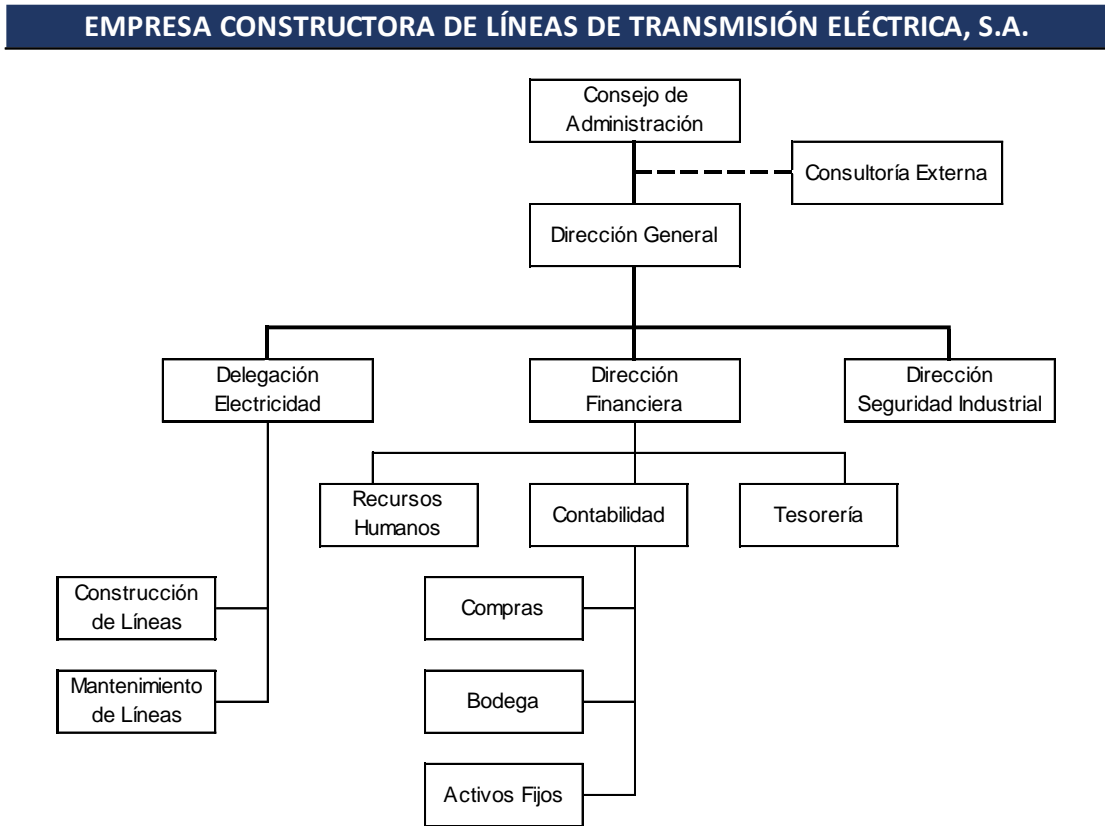 EMPRESA CONSTRUCTORA DE LÍNEAS DE TRANSMISIÓN ELÉCTRICA, S.A.
Consejo de
Administración
Consultoría Externa
Dirección General
Delegación
Electricidad
Dirección
Financiera
Dirección
Seguridad Industrial
Recursos
Humanos
Contabilidad
Tesorería
Construcción
de Líneas
Compras
Mantenimiento
de Líneas
Bodega
Activos Fijos